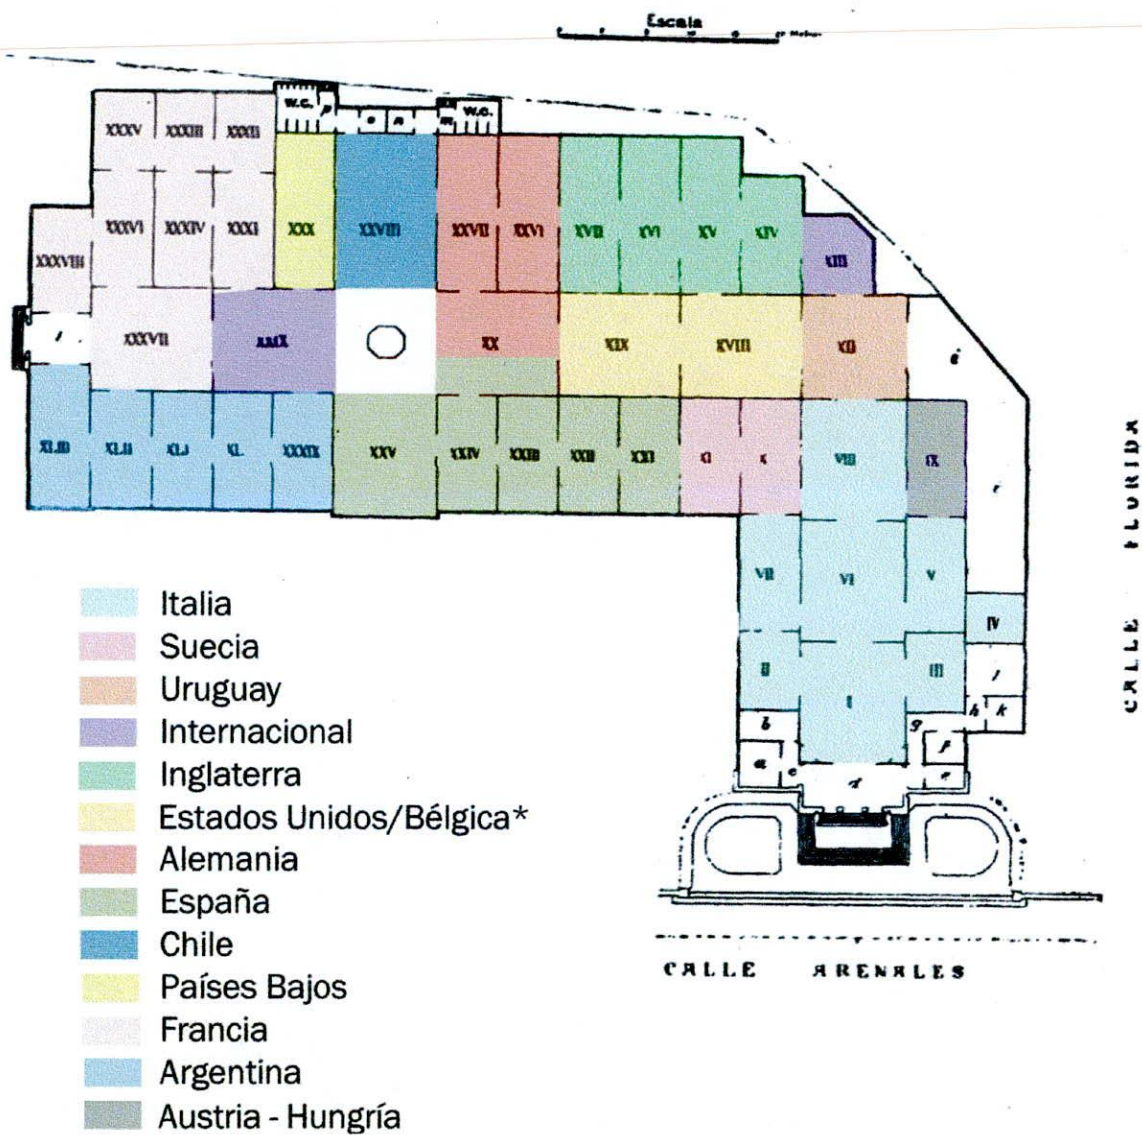 Escala
W.C. p o n m W.C.
XXXV XXXIII XXXII
XXXVI XXXIV XXXI XXX XXVIII XXVII XXVI XVII XVI XV XIV
XXXVIII XIII
XXXVII XXIX XX XIX XVIII XII
XLIII XLII XLI XL XXXIX XXV XXIV XXIII XXII XXI XI X VIII IX
VII VI V
IV
II I III
b g h k
a c d f e
Italia
Suecia
Uruguay
Internacional
Inglaterra
Estados Unidos/Bélgica*
Alemania
España
Chile
Países Bajos
Francia
Argentina
Austria - Hungría
CALLE ARENALES
CALLE FLORIDA